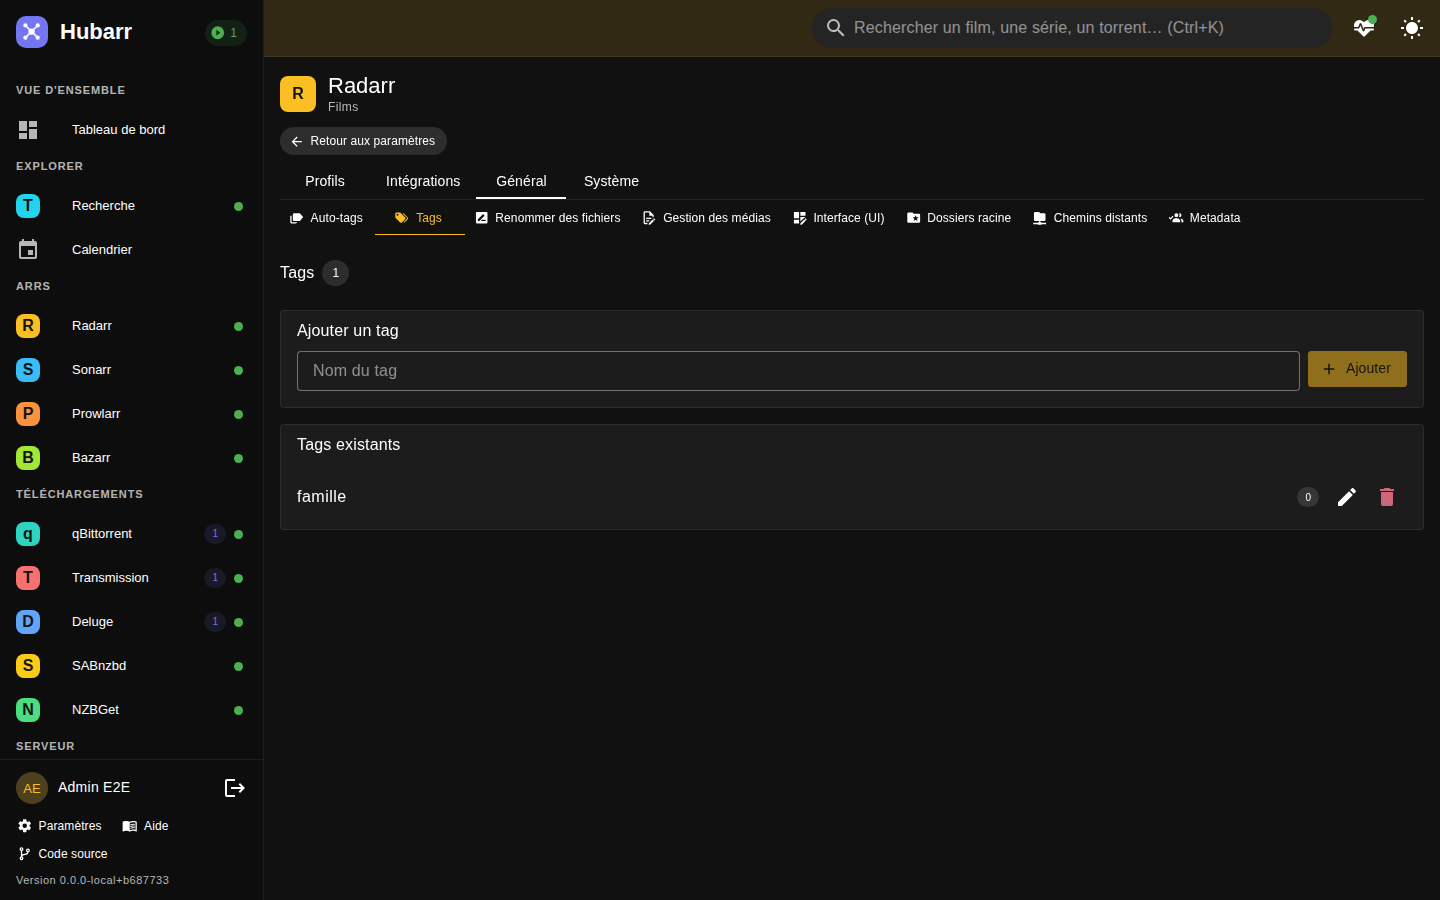 Hubarr
1
Rechercher un film, une série, un torrent… (Ctrl+K)
VUE D'ENSEMBLE
Tableau de bord
EXPLORER
T Recherche
Calendrier
ARRS
R Radarr
S Sonarr
P Prowlarr
B Bazarr
TÉLÉCHARGEMENTS
q qBittorrent 1
T Transmission 1
D Deluge 1
S SABnzbd
N NZBGet
SERVEUR
AE Admin E2E
Paramètres Aide
Code source
Version 0.0.0-local+b687733
R Radarr
Films
Retour aux paramètres
Profils Intégrations Général Système
Auto-tags Tags Renommer des fichiers Gestion des médias Interface (UI) Dossiers racine Chemins distants Metadata
Tags 1
Ajouter un tag
Nom du tag Ajouter
Tags existants
famille 0